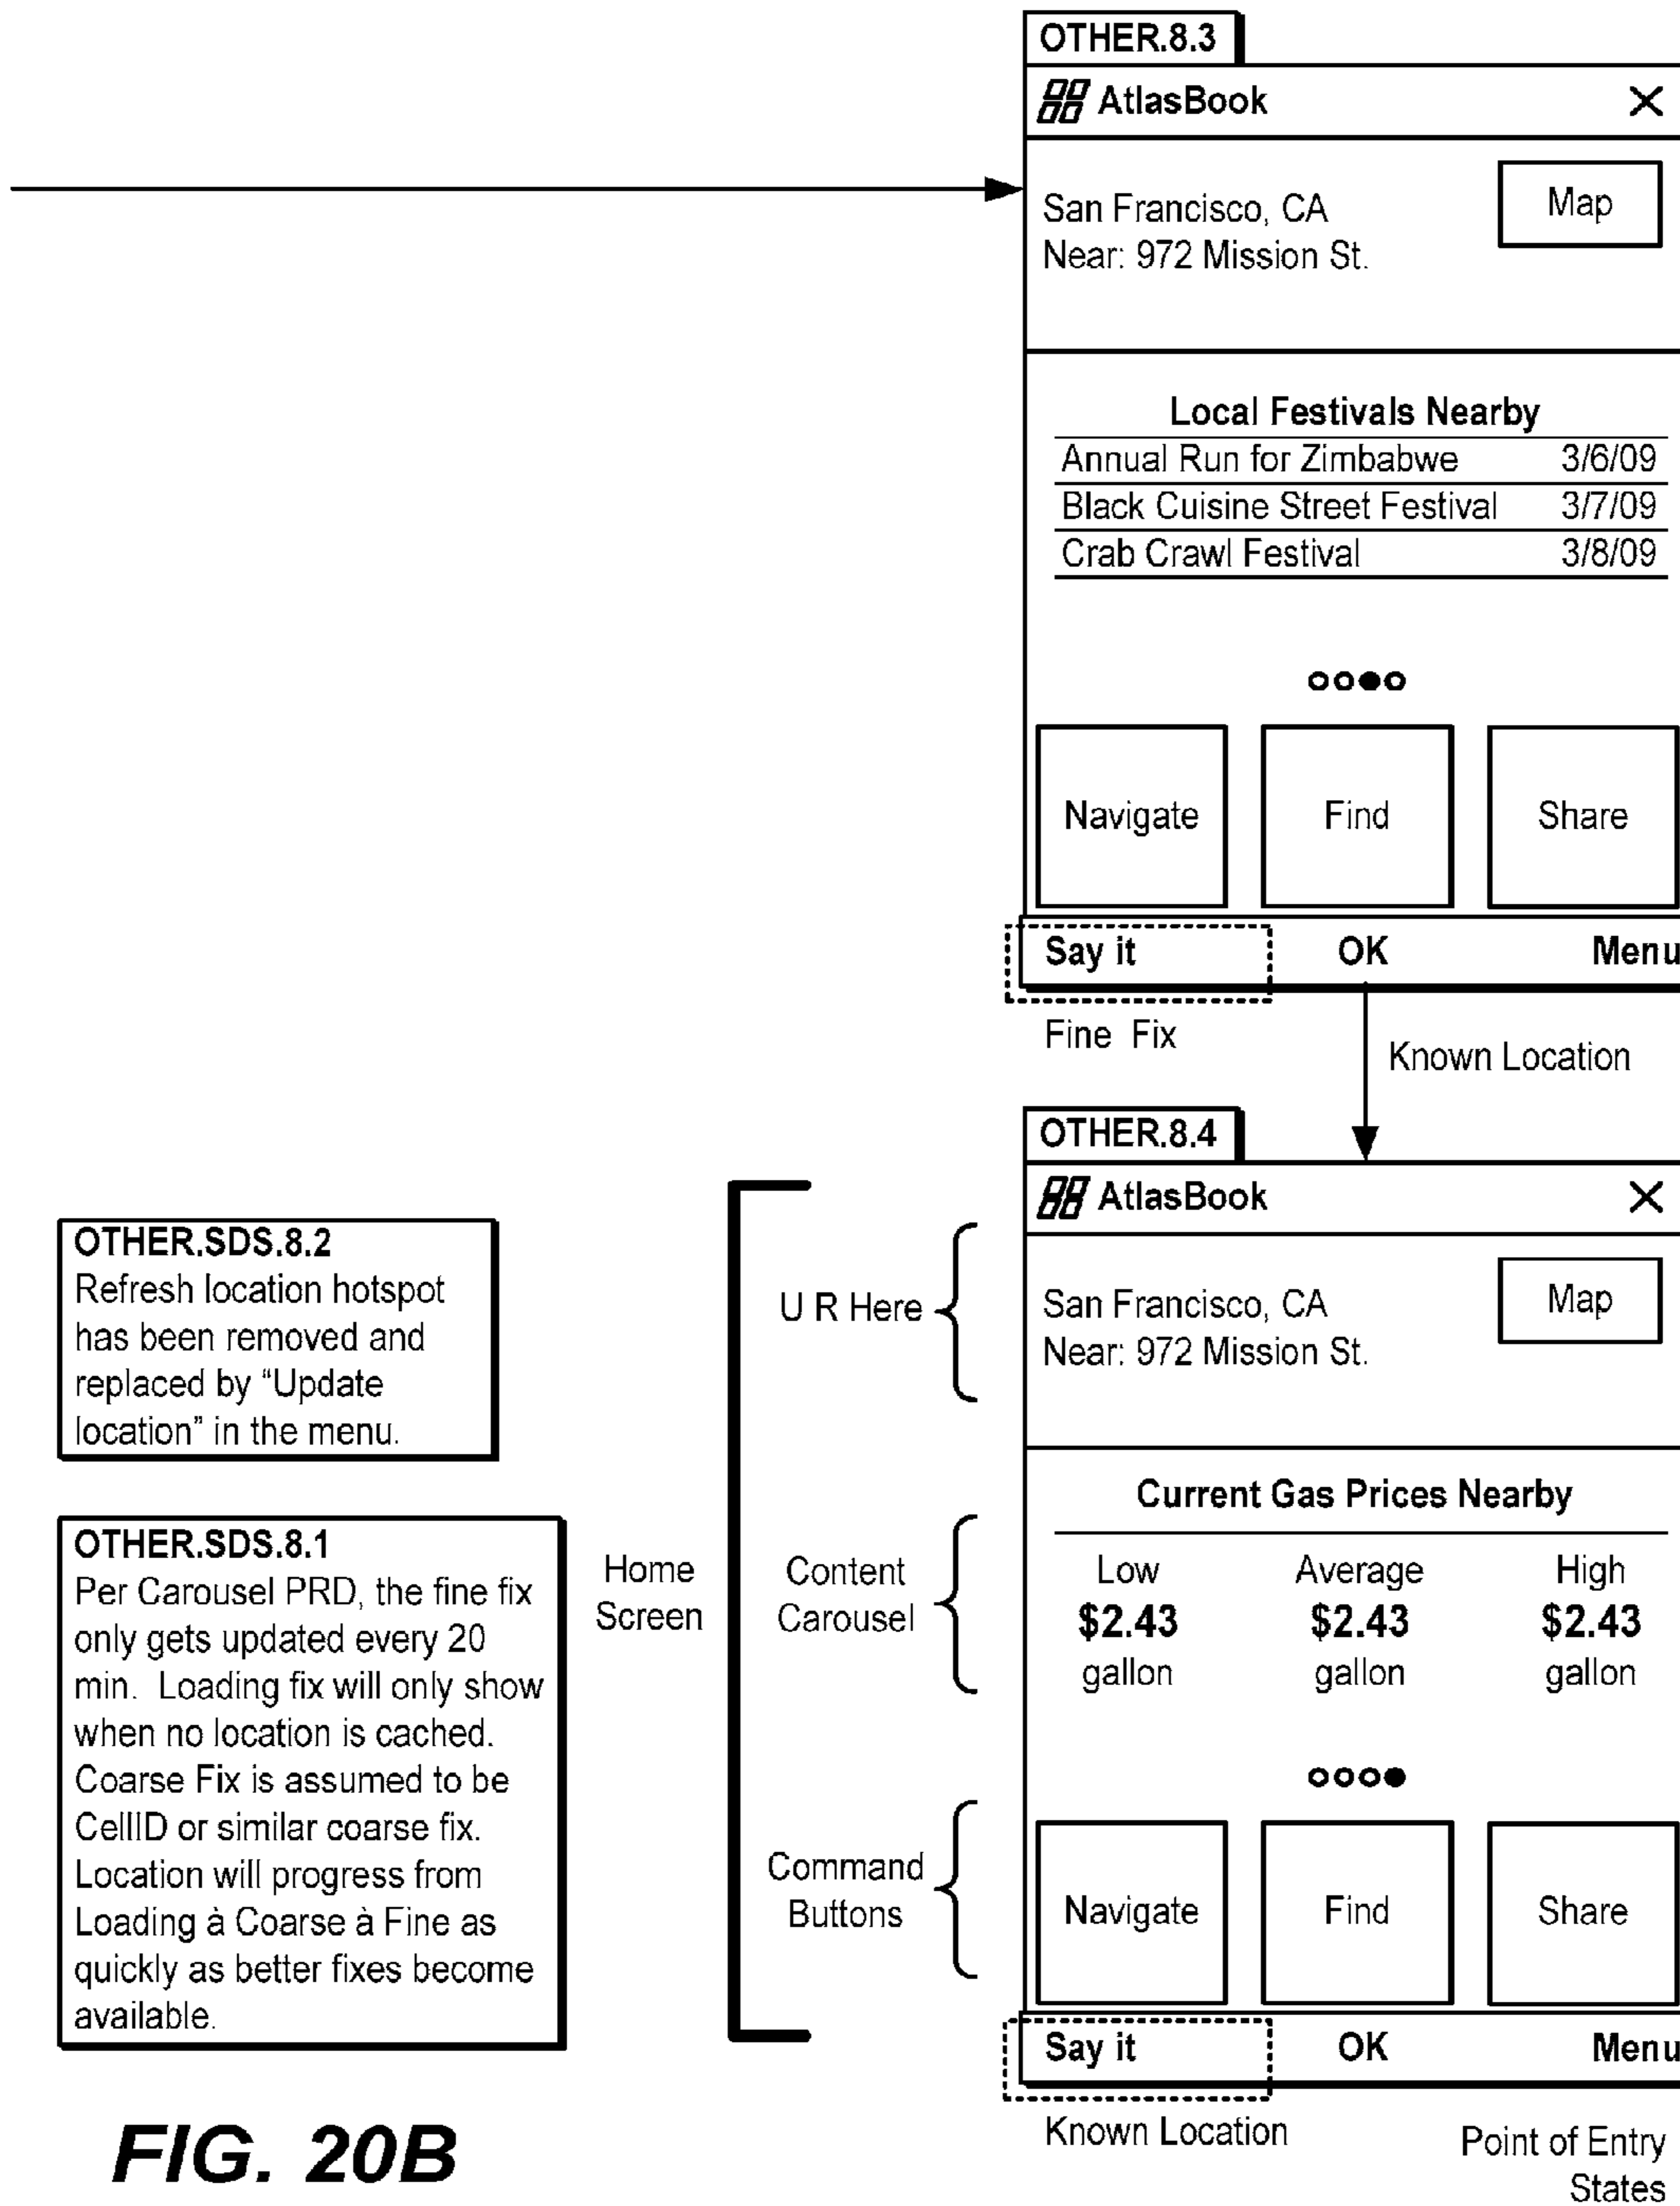 OTHER.8.3
AtlasBook
San Francisco, CA
Near: 972 Mission St.
Map
Local Festivals Nearby
Annual Run for Zimbabwe 3/6/09
Black Cuisine Street Festival 3/7/09
Crab Crawl Festival 3/8/09
Navigate Find Share
Say it OK Menu
Fine Fix
Known Location
OTHER.8.4
AtlasBook
San Francisco, CA
Near: 972 Mission St.
Map
Current Gas Prices Nearby
Low Average High
$2.43 $2.43 $2.43
gallon gallon gallon
Navigate Find Share
Say it OK Menu
Known Location
Point of Entry
States
Home
Screen
U R Here
Content
Carousel
Command
Buttons
OTHER.SDS.8.2
Refresh location hotspot
has been removed and
replaced by “Update
location” in the menu.
OTHER.SDS.8.1
Per Carousel PRD, the fine fix
only gets updated every 20
min. Loading fix will only show
when no location is cached.
Coarse Fix is assumed to be
CellID or similar coarse fix.
Location will progress from
Loading à Coarse à Fine as
quickly as better fixes become
available.
FIG. 20B